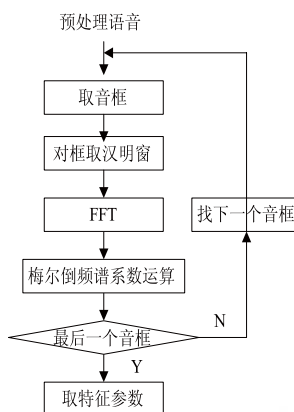 预处理语音
取音框
对框取汉明窗
FFT
找下一个音框
梅尔倒频谱系数运算
最后一个音框
N
Y
取特征参数